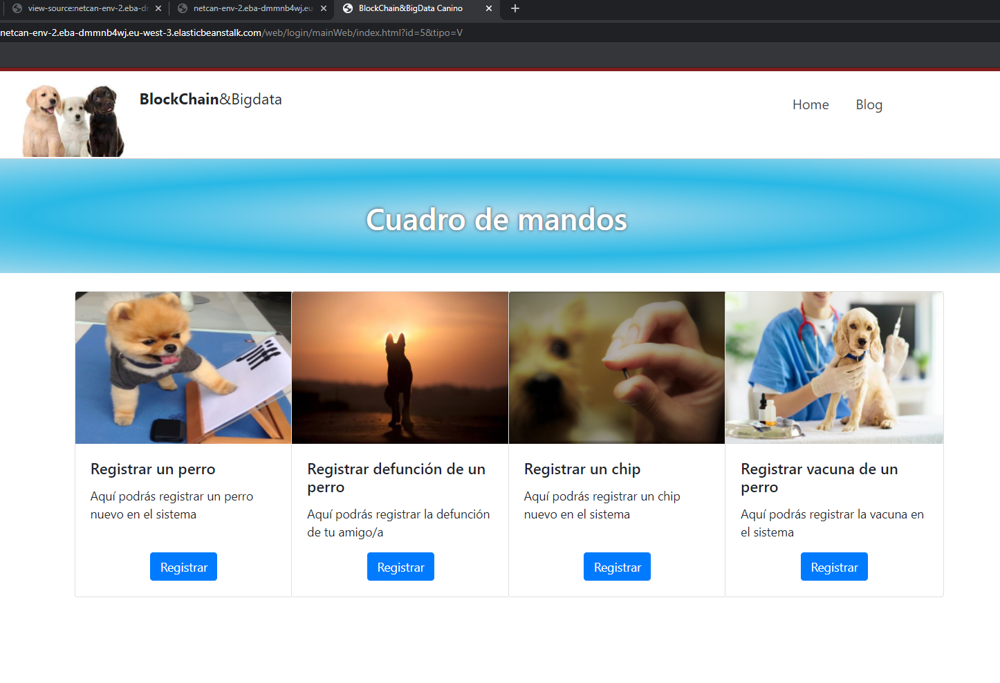 view-source:netcan-env-2.eba-d
netcan-env-2.eba-dmmnb4wj.eu-
BlockChain&BigData Canino
netcan-env-2.eba-dmmnb4wj.eu-west-3.elasticbeanstalk.com/web/login/mainWeb/index.html?id=5&tipo=V
BlockChain&Bigdata
Home
Blog
Cuadro de mandos
Registrar un perro
Aquí podrás registrar un perro
nuevo en el sistema
Registrar
Registrar defunción de un
perro
Aquí podrás registrar la defunción
de tu amigo/a
Registrar
Registrar un chip
Aquí podrás registrar un chip
nuevo en el sistema
Registrar
Registrar vacuna de un
perro
Aquí podrás registrar la vacuna en
el sistema
Registrar